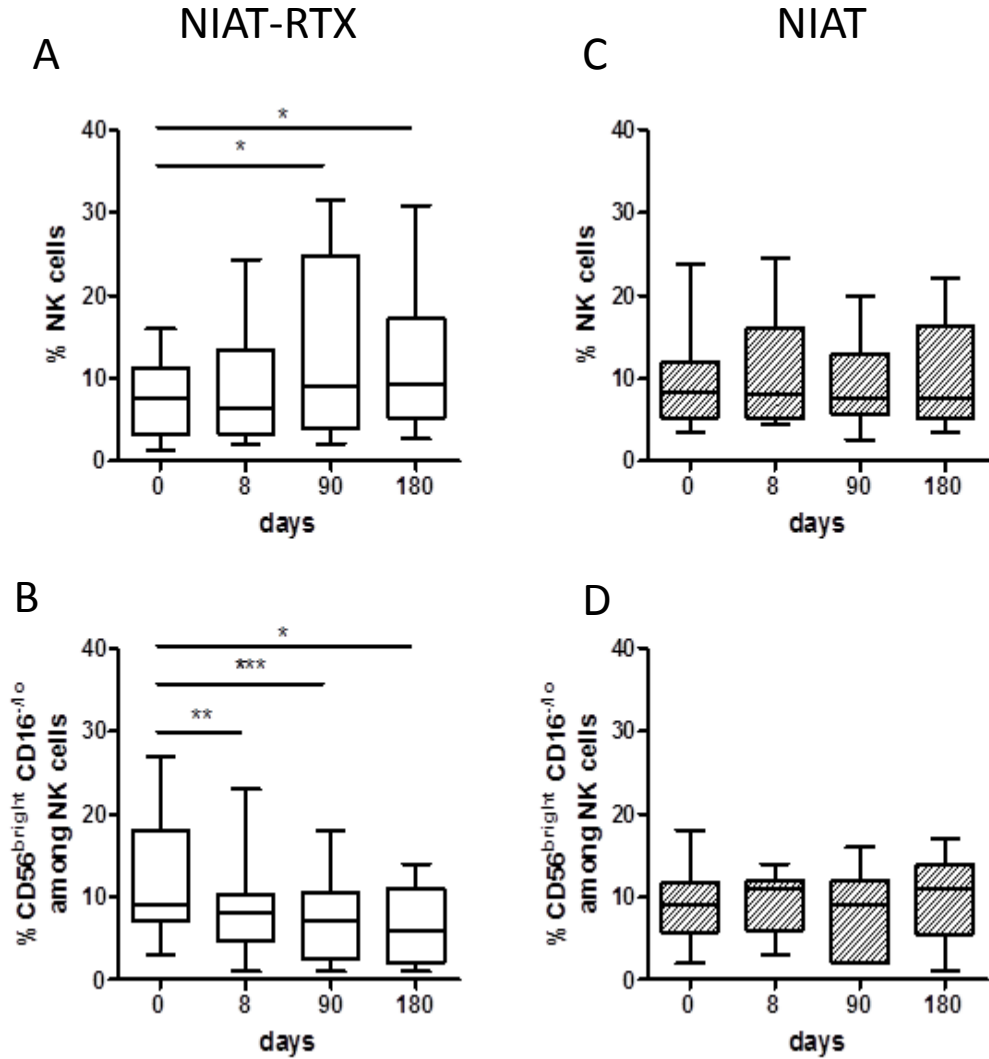 NIAT-RTX
NIAT
A
*
*
40
30
20
10
0
% NK cells
0 8 90 180
days
C
40
30
20
10
0
% NK cells
0 8 90 180
days
B
*
***
**
40
30
20
10
0
% CD56bright CD16-/lo
among NK cells
0 8 90 180
days
D
40
30
20
10
0
% CD56bright CD16-/lo
among NK cells
0 8 90 180
days